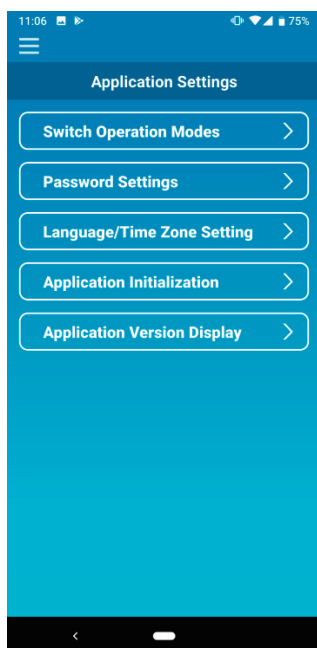 11:06 75%
Application Settings
Switch Operation Modes
Password Settings
Language/Time Zone Setting
Application Initialization
Application Version Display